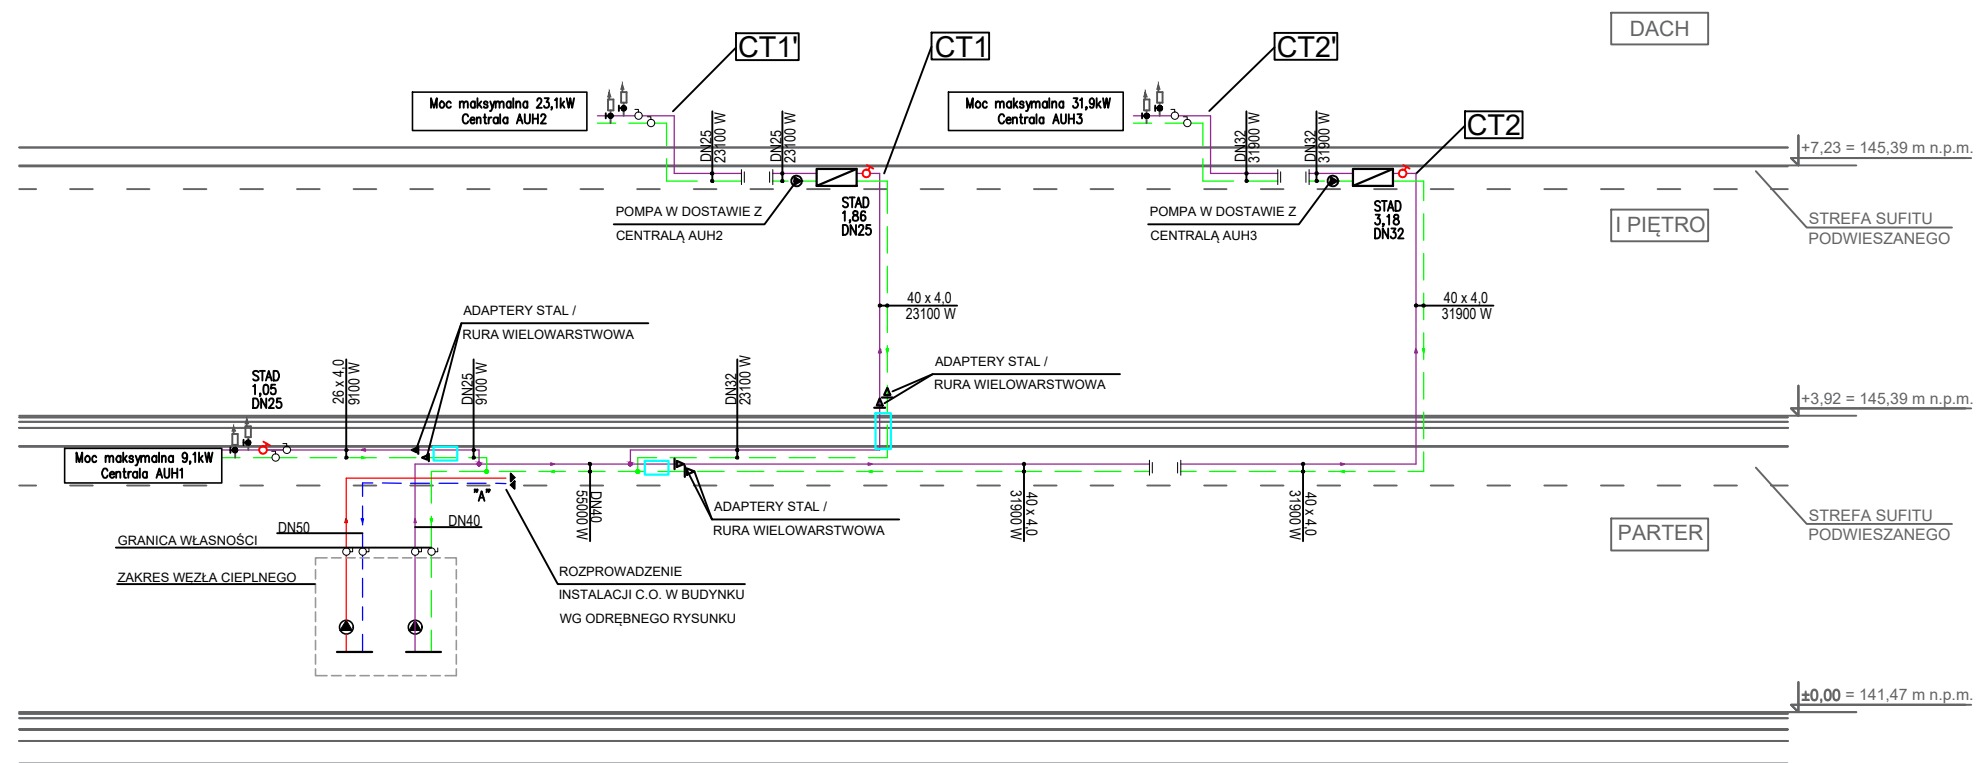 DACH
CT1'
CT1
CT2'
CT2
Moc maksymalna 23,1kW
Centrala AUH2
Moc maksymalna 31,9kW
Centrala AUH3
DN25
23100 W
DN25
23100 W
DN32
31900 W
DN32
31900 W
+7,23 = 145,39 m n.p.m.
POMPA W DOSTAWIE Z
CENTRALĄ AUH2
STAD
1,86
DN25
POMPA W DOSTAWIE Z
CENTRALĄ AUH3
STAD
3,18
DN32
I PIĘTRO
STREFA SUFITU
PODWIESZANEGO
40 x 4,0
23100 W
40 x 4,0
31900 W
ADAPTERY STAL /
RURA WIELOWARSTWOWA
ADAPTERY STAL /
RURA WIELOWARSTWOWA
STAD
1,05
DN25
26 x 4,0
9100 W
DN25
9100 W
DN32
23100 W
+3,92 = 145,39 m n.p.m.
Moc maksymalna 9,1kW
Centrala AUH1
"A"
DN40
55000 W
ADAPTERY STAL /
RURA WIELOWARSTWOWA
40 x 4,0
31900 W
40 x 4,0
31900 W
DN50
DN40
GRANICA WŁASNOŚCI
ZAKRES WĘZŁA CIEPLNEGO
ROZPROWADZENIE
INSTALACJI C.O. W BUDYNKU
WG ODRĘBNEGO RYSUNKU
PARTER
STREFA SUFITU
PODWIESZANEGO
±0,00 = 141,47 m n.p.m.